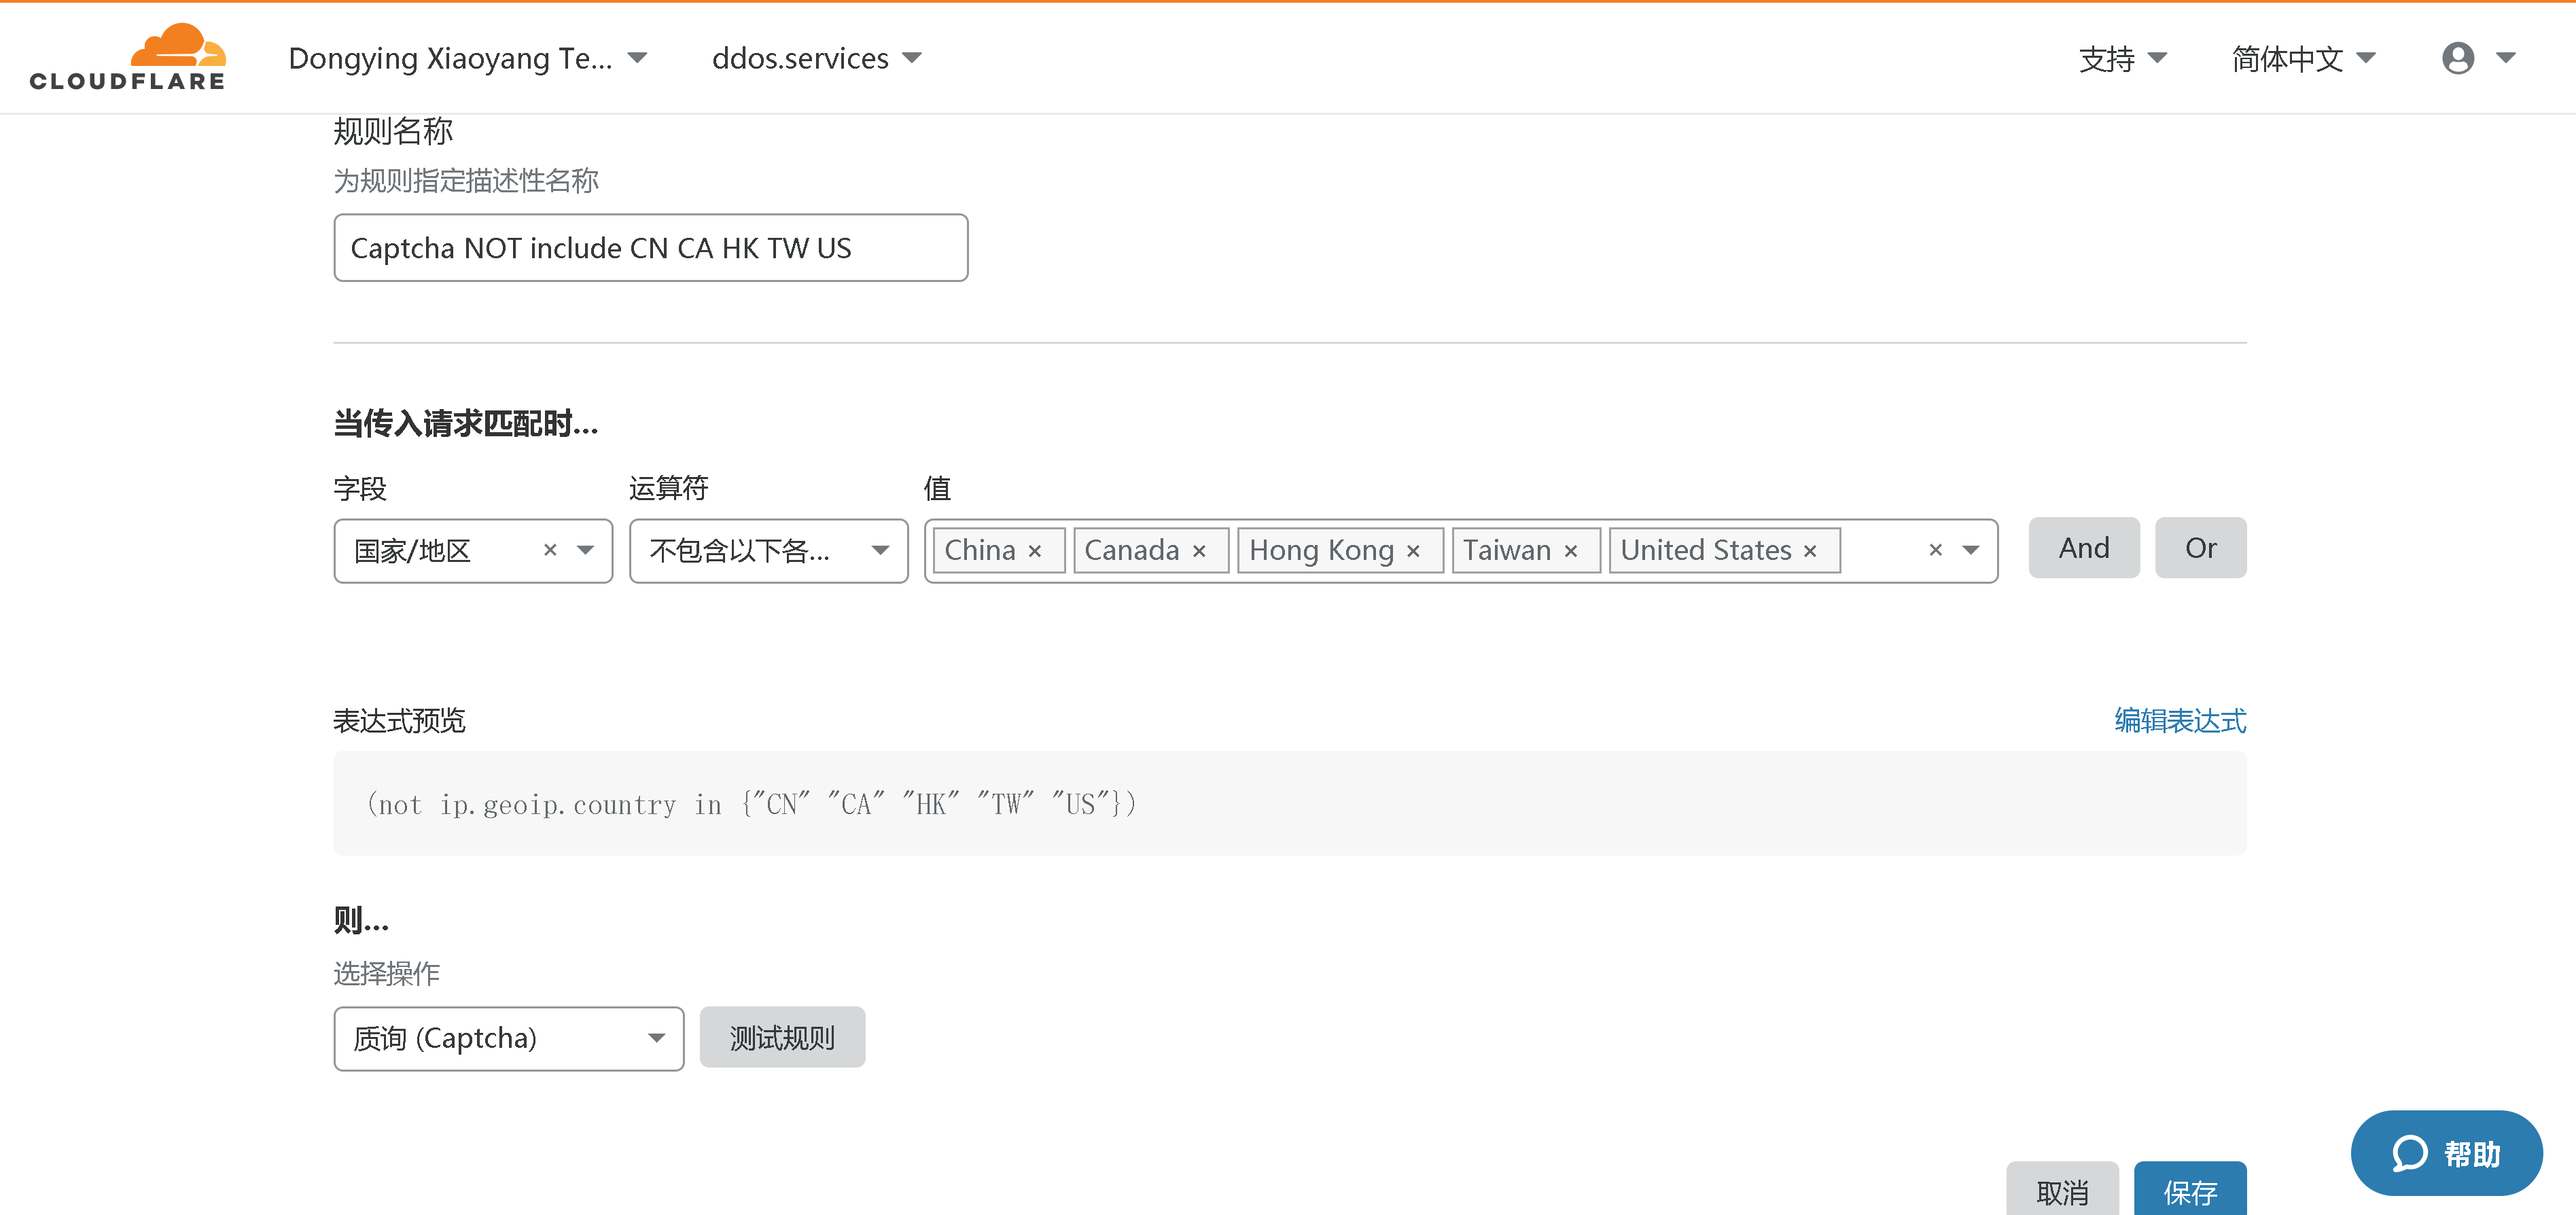 CLOUDFLARE
Dongying Xiaoyang Te... ddos.services 支持 简体中文
规则名称
为规则指定描述性名称
Captcha NOT include CN CA HK TW US
当传入请求匹配时...
字段 运算符 值
国家/地区 × 不包含以下各... China × Canada × Hong Kong × Taiwan × United States × × And Or
表达式预览 编辑表达式
(not ip.geoip.country in {"CN" "CA" "HK" "TW" "US"})
则...
选择操作
质询 (Captcha) 测试规则
帮助
取消 保存